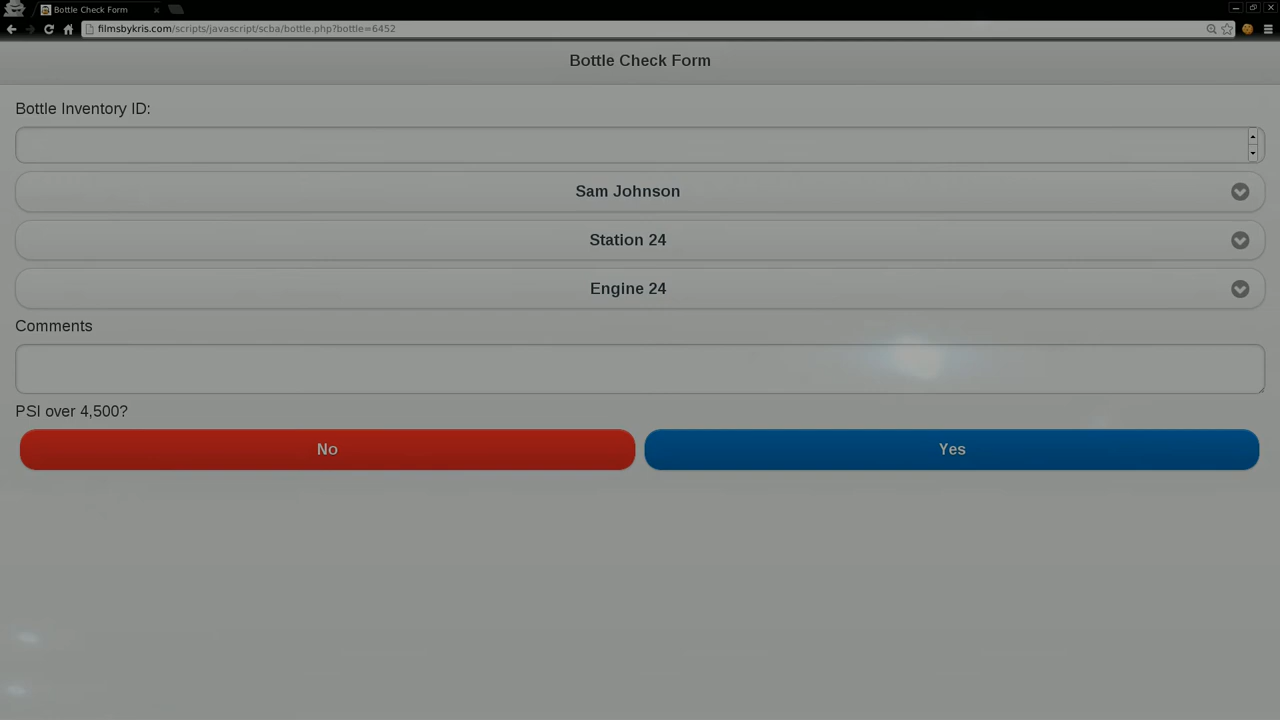 Bottle Check Form
filmsbykris.com/scripts/javascript/scba/bottle.php?bottle=6452
Bottle Check Form
Bottle Inventory ID:
Sam Johnson
Station 24
Engine 24
Comments
PSI over 4,500?
No Yes